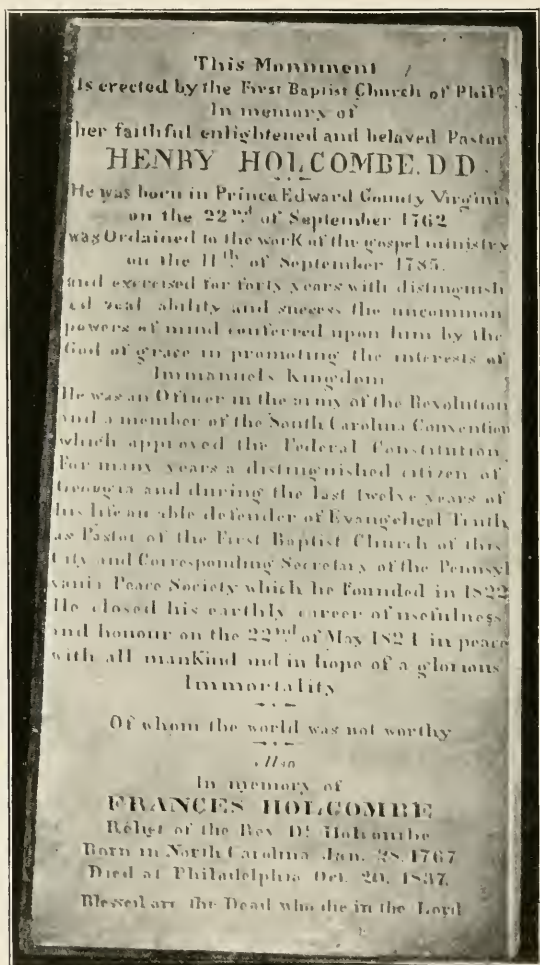 This Monument
Is erected by the First Baptist Church of Phila
In memory of
her faithful enlightened and beloved Pastor
HENRY HOLCOMBE. D D
He was born in Prince Edward County Virginia
on the 22nd of September 1762
was Ordained to the work of the gospel ministry
on the 11th of September 1785.
and exercised for forty years with distinguish
ed zeal ability and success the uncommon
powers of mind conferred upon him by the
God of grace in promoting the interests of
Immanuels Kingdom
He was an Officer in the army of the Revolution
and a member of the South Carolina Convention
which approved the Federal Constitution.
For many years a distinguished citizen of
Georgia and during the last twelve years of
his life an able defender of Evangelical Truth
as Pastor of the First Baptist Church of this
City and Corresponding Secretary of the Pennsyl
vania Peace Society which he Founded in 1822
He closed his earthly career of usefulness
and honour on the 22nd of May 1824 in peace
with all mankind and in hope of a glorious
Immortality
Of whom the world was not worthy
Also
In memory of
FRANCES HOLCOMBE
Relict of the Rev Dr Holcombe
Born in North Carolina Jan. 28. 1767
Died at Philadelphia Oct. 20. 1837.
Blessed are the Dead who die in the Lord